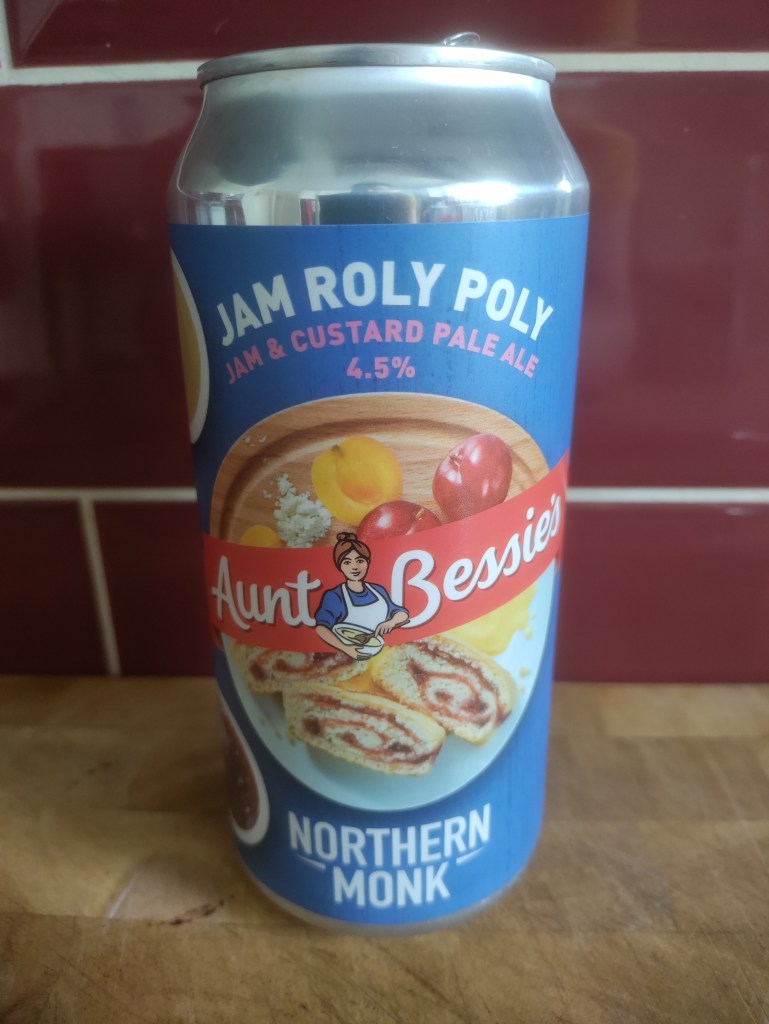 JAM ROLY POLY
JAM & CUSTARD PALE ALE
4.5%
Aunt Bessie's
NORTHERN
MONK